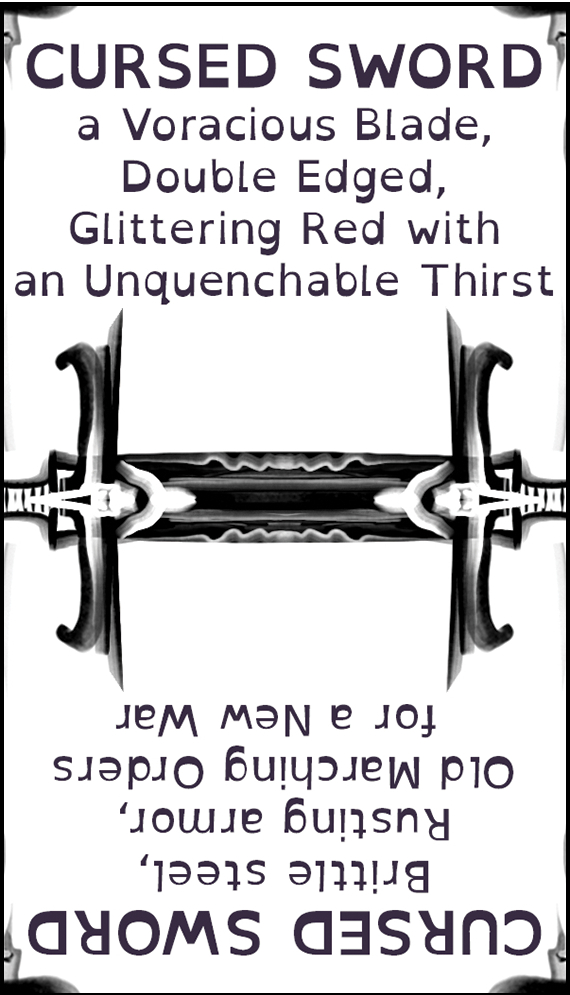 CURSED SWORD
a Voracious Blade,
Double Edged,
Glittering Red with
an Unquenchable Thirst
CURSED SWORD
Brittle steel,
Rusting armor,
Old Marching Orders
for a New War